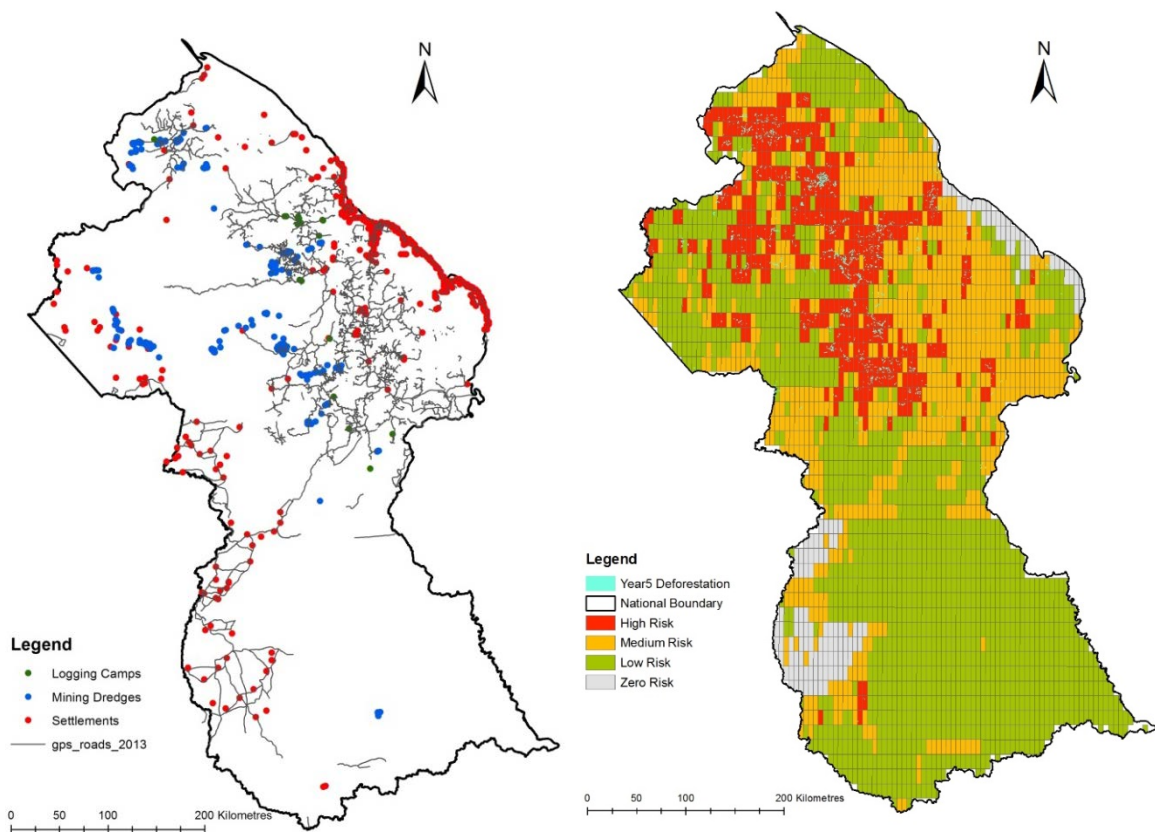 N
Legend
Logging Camps
Mining Dredges
Settlements
gps_roads_2013
0 50 100 200 Kilometres
N
Legend
Year5 Deforestation
National Boundary
High Risk
Medium Risk
Low Risk
Zero Risk
0 50 100 200 Kilometres